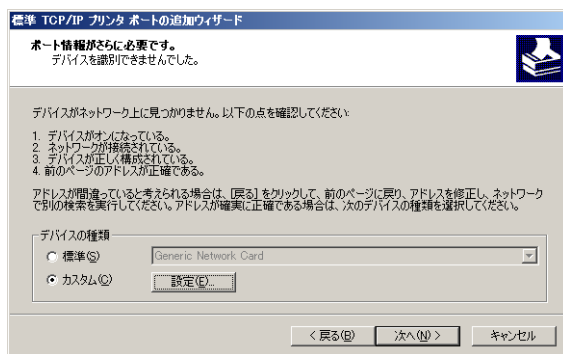 標準 TCP/IP プリンタ ポートの追加ウィザード
ポート情報がさらに必要です。
デバイスを識別できませんでした。
デバイスがネットワーク上に見つかりません。以下の点を確認してください:
1. デバイスがオンになっている。
2. ネットワークが接続されている。
3. デバイスが正しく構成されている。
4. 前のページのアドレスが正確である。
アドレスが間違っていると考えられる場合は、[戻る] をクリックして、前のページに戻り、アドレスを修正し、ネットワーク
で別の検索を実行してください。アドレスが確実に正確である場合は、次のデバイスの種類を選択してください。
デバイスの種類
標準(S) Generic Network Card
カスタム(C) 設定(E)...
< 戻る(B) 次へ(N) > キャンセル